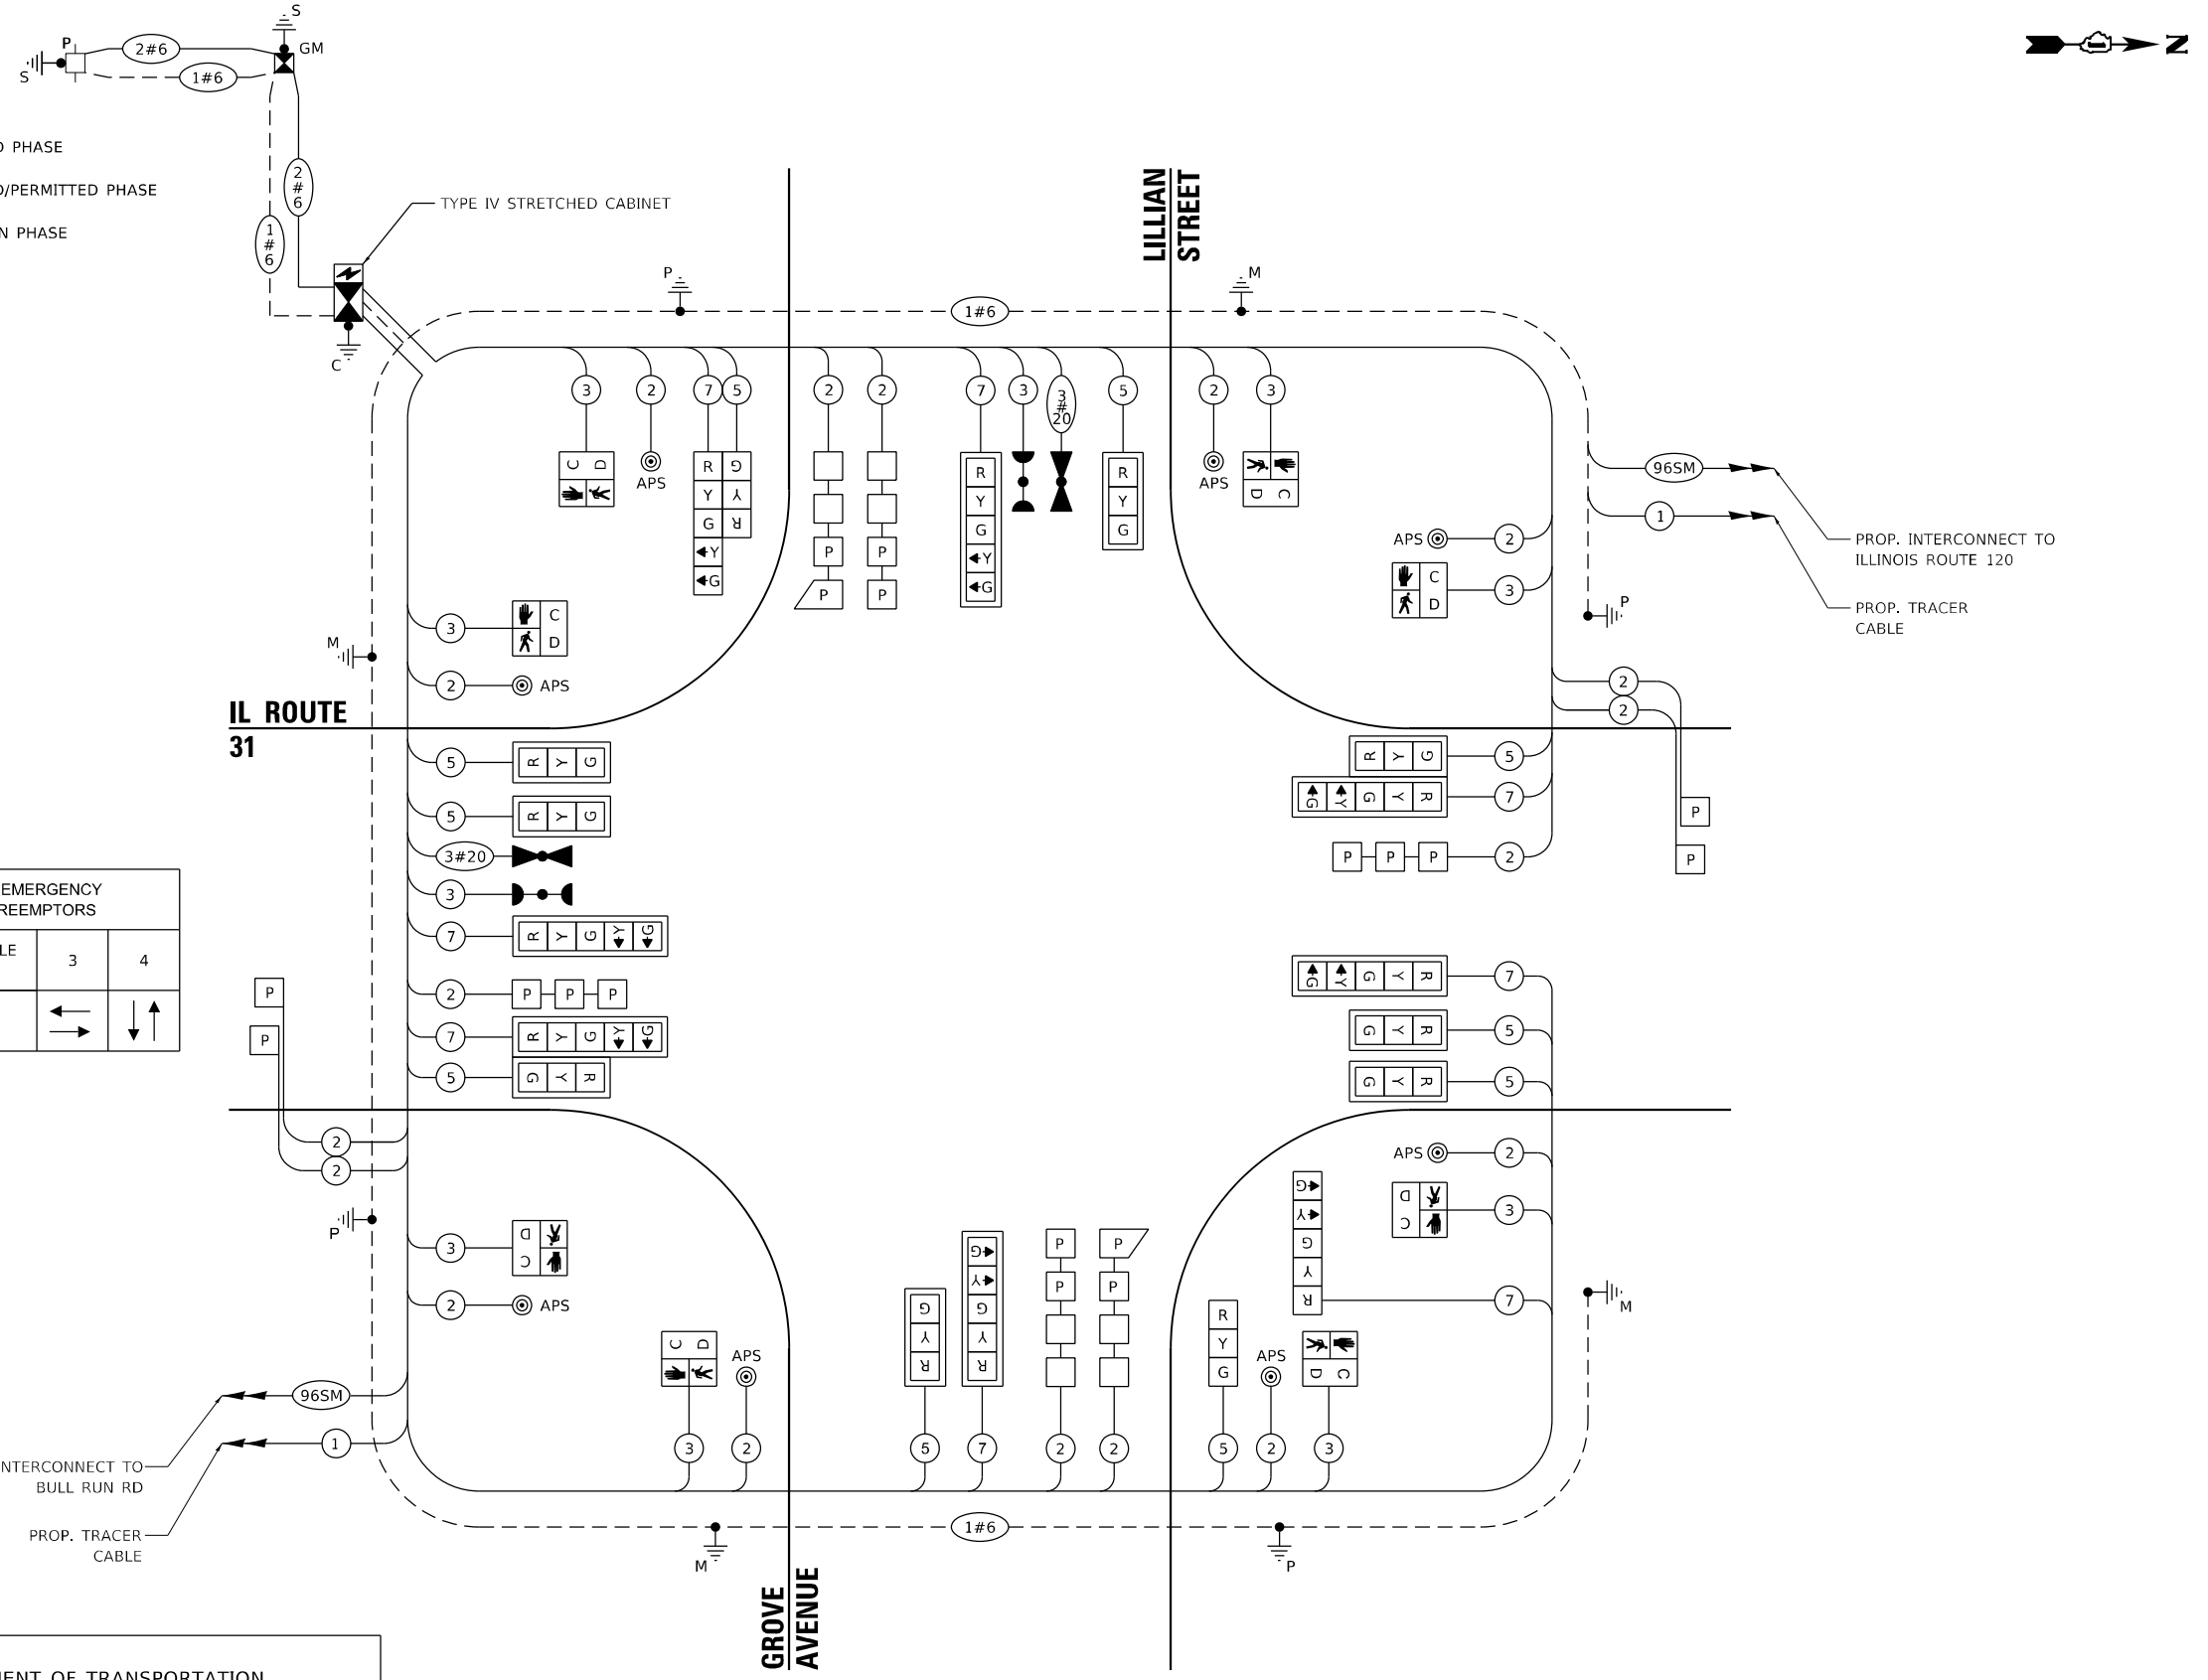 S
GM
P
2#6
S
1#6
N
D PHASE
D/PERMITTED PHASE
N PHASE
2
#
6
1
#
6
TYPE IV STRETCHED CABINET
LILLIAN
STREET
P
1#6
M
C
3
2
7
5
2
2
7
3
3
#
20
5
2
3
C D
APS
R
Y
G
Y
G
G
Y
R
P
P
P
P
R
Y
G
Y
G
R
Y
G
APS
D C
96SM
1
PROP. INTERCONNECT TO
ILLINOIS ROUTE 120
PROP. TRACER
CABLE
APS
2
C
D
3
P
3
C
D
M
2
APS
IL ROUTE
31
2
2
P
P
5
R Y G
5
R Y G
3#20
3
7
R Y G Y G
2
P P P
7
R Y G Y G
5
G Y R
R Y G
5
G Y G Y R
7
P P P
2
EMERGENCY
REEMPTORS
LE
3
4
P
P
G Y G Y R
7
G Y R
5
G Y R
5
2
2
P
3
D
C
2
APS
APS
2
D
C
3
G
Y
G
Y
R
7
M
96SM
1
NTERCONNECT TO
BULL RUN RD
PROP. TRACER
CABLE
C D
APS
3
2
G
Y
R
5
G
Y
G
Y
R
7
P
P
2
P
P
2
R
Y
G
5
APS
2
D C
3
M
1#6
P
GROVE
AVENUE
MENT OF TRANSPORTATION